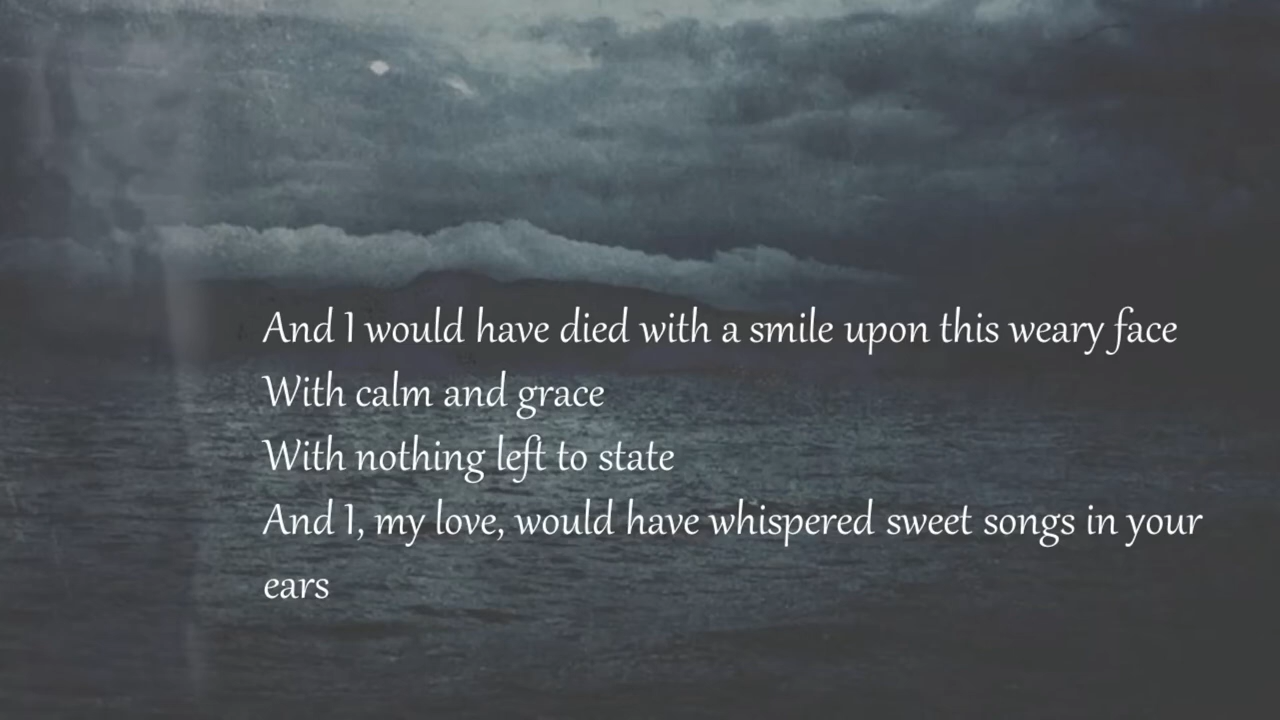 And I would have died with a smile upon this weary face
With calm and grace
With nothing left to state
And I, my love, would have whispered sweet songs in your
ears